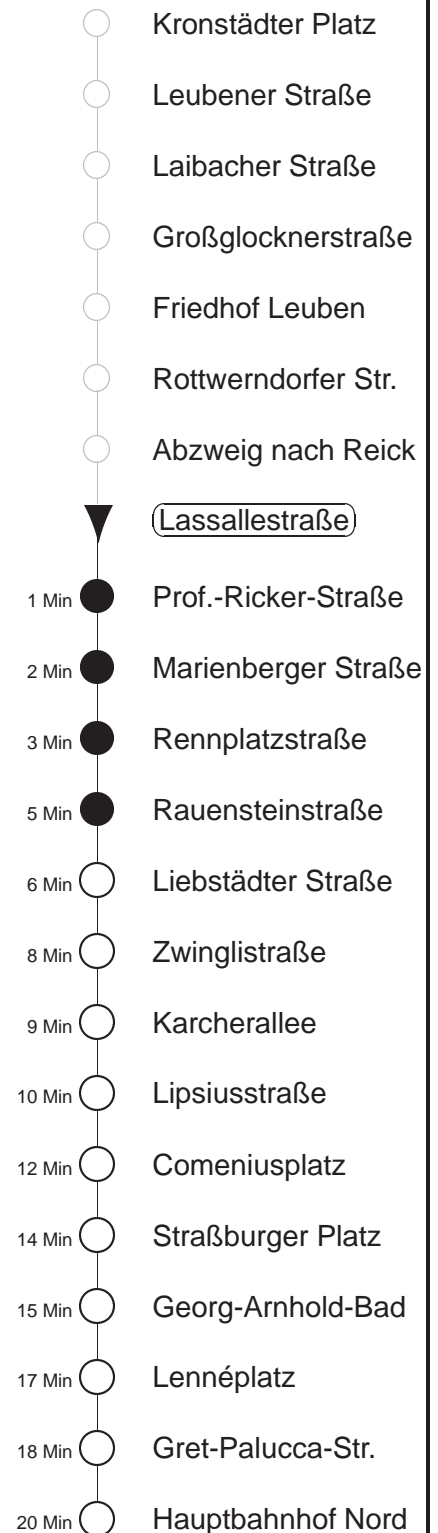 Kronstädter Platz
Leubener Straße
Laibacher Straße
Großglocknerstraße
Friedhof Leuben
Rottwerndorfer Str.
Abzweig nach Reick
Lassallestraße
1 Min Prof.-Ricker-Straße
2 Min Marienberger Straße
3 Min Rennplatzstraße
5 Min Rauensteinstraße
6 Min Liebstädter Straße
8 Min Zwinglistraße
9 Min Karcherallee
10 Min Lipsiusstraße
12 Min Comeniusplatz
14 Min Straßburger Platz
15 Min Georg-Arnhold-Bad
17 Min Lennéplatz
18 Min Gret-Palucca-Str.
20 Min Hauptbahnhof Nord